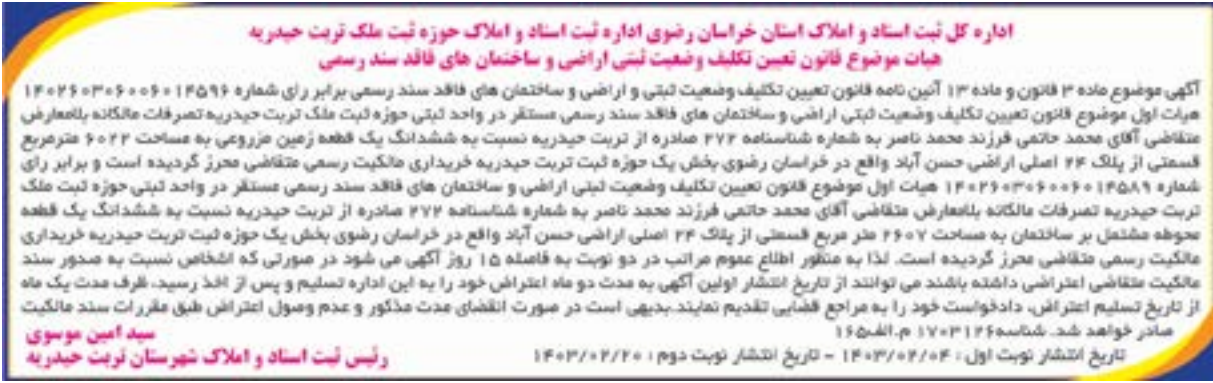 اداره کل ثبت اسناد و املاک استان خراسان رضوی اداره ثبت اسناد و املاک حوزه ثبت ملک تربت حیدریه
هیات موضوع قانون تعیین تکلیف وضعیت ثبتی اراضی و ساختمان های فاقد سند رسمی
آگهی موضوع ماده ۳ قانون و ماده ۱۳ آئین نامه قانون تعیین تکلیف وضعیت ثبتی و اراضی و ساختمان های فاقد سند رسمی برابر رای شماره ۱۴۰۲۶۰۳۰۶۰۰۶۰۱۴۵۹۶
هیات اول موضوع قانون تعیین تکلیف وضعیت ثبتی اراضی و ساختمان های فاقد سند رسمی مستقر در واحد ثبتی حوزه ثبت ملک تربت حیدریه تصرفات مالکانه بلامعارض
متقاضی آقای محمد حاتمی فرزند محمد ناصر به شماره شناسنامه ۲۷۲ صادره از تربت حیدریه نسبت به ششدانگ یک قطعه زمین مزروعی به مساحت ۶۰۲۲ مترمربع
قسمتی از پلاک ۲۴ اصلی اراضی حسن آباد واقع در خراسان رضوی بخش یک حوزه ثبت تربت حیدریه خریداری مالکیت رسمی متقاضی محرز گردیده است و برابر رای
شماره ۱۴۰۲۶۰۳۰۶۰۰۶۰۱۴۵۸۹ هیات اول موضوع قانون تعیین تکلیف وضعیت ثبتی اراضی و ساختمان های فاقد سند رسمی مستقر در واحد ثبتی حوزه ثبت ملک
تربت حیدریه تصرفات مالکانه بلامعارض متقاضی آقای محمد حاتمی فرزند محمد ناصر به شماره شناسنامه ۲۷۲ صادره از تربت حیدریه نسبت به ششدانگ یک قطعه
محوطه مشتمل بر ساختمان به مساحت ۲۶۰۷ متر مربع قسمتی از پلاک ۲۴ اصلی اراضی حسن آباد واقع در خراسان رضوی بخش یک حوزه ثبت تربت حیدریه خریداری
مالکیت رسمی متقاضی محرز گردیده است. لذا به منظور اطلاع عموم مراتب در دو نوبت به فاصله ۱۵ روز آگهی می شود در صورتی که اشخاص نسبت به صدور سند
مالکیت متقاضی اعتراضی داشته باشند می توانند از تاریخ انتشار اولین آگهی به مدت دو ماه اعتراض خود را به این اداره تسلیم و پس از اخذ رسید، ظرف مدت یک ماه
از تاریخ تسلیم اعتراض، دادخواست خود را به مراجع قضایی تقدیم نمایند.بدیهی است در صورت انقضای مدت مذکور و عدم وصول اعتراض طبق مقررات سند مالکیت
صادر خواهد شد. شناسه۱۷۰۳۱۲۶ م.الف۱۶۵
تاریخ انتشار نوبت اول : ۱۴۰۳/۰۲/۰۴ - تاریخ انتشار نوبت دوم : ۱۴۰۳/۰۲/۲۰
سید امین موسوی
رئیس ثبت اسناد و املاک شهرستان تربت حیدریه